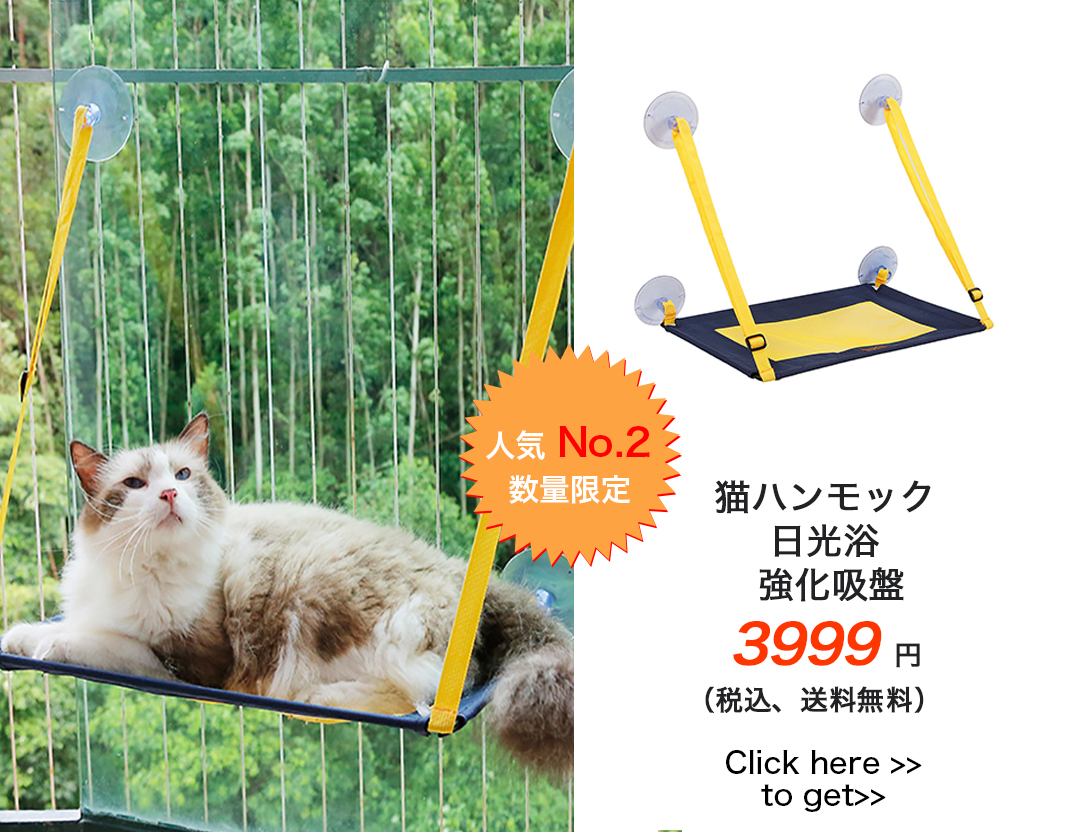 人気 No.2
数量限定
猫ハンモック
日光浴
強化吸盤
3999 円
（税込、送料無料）
Click here >>
to get>>